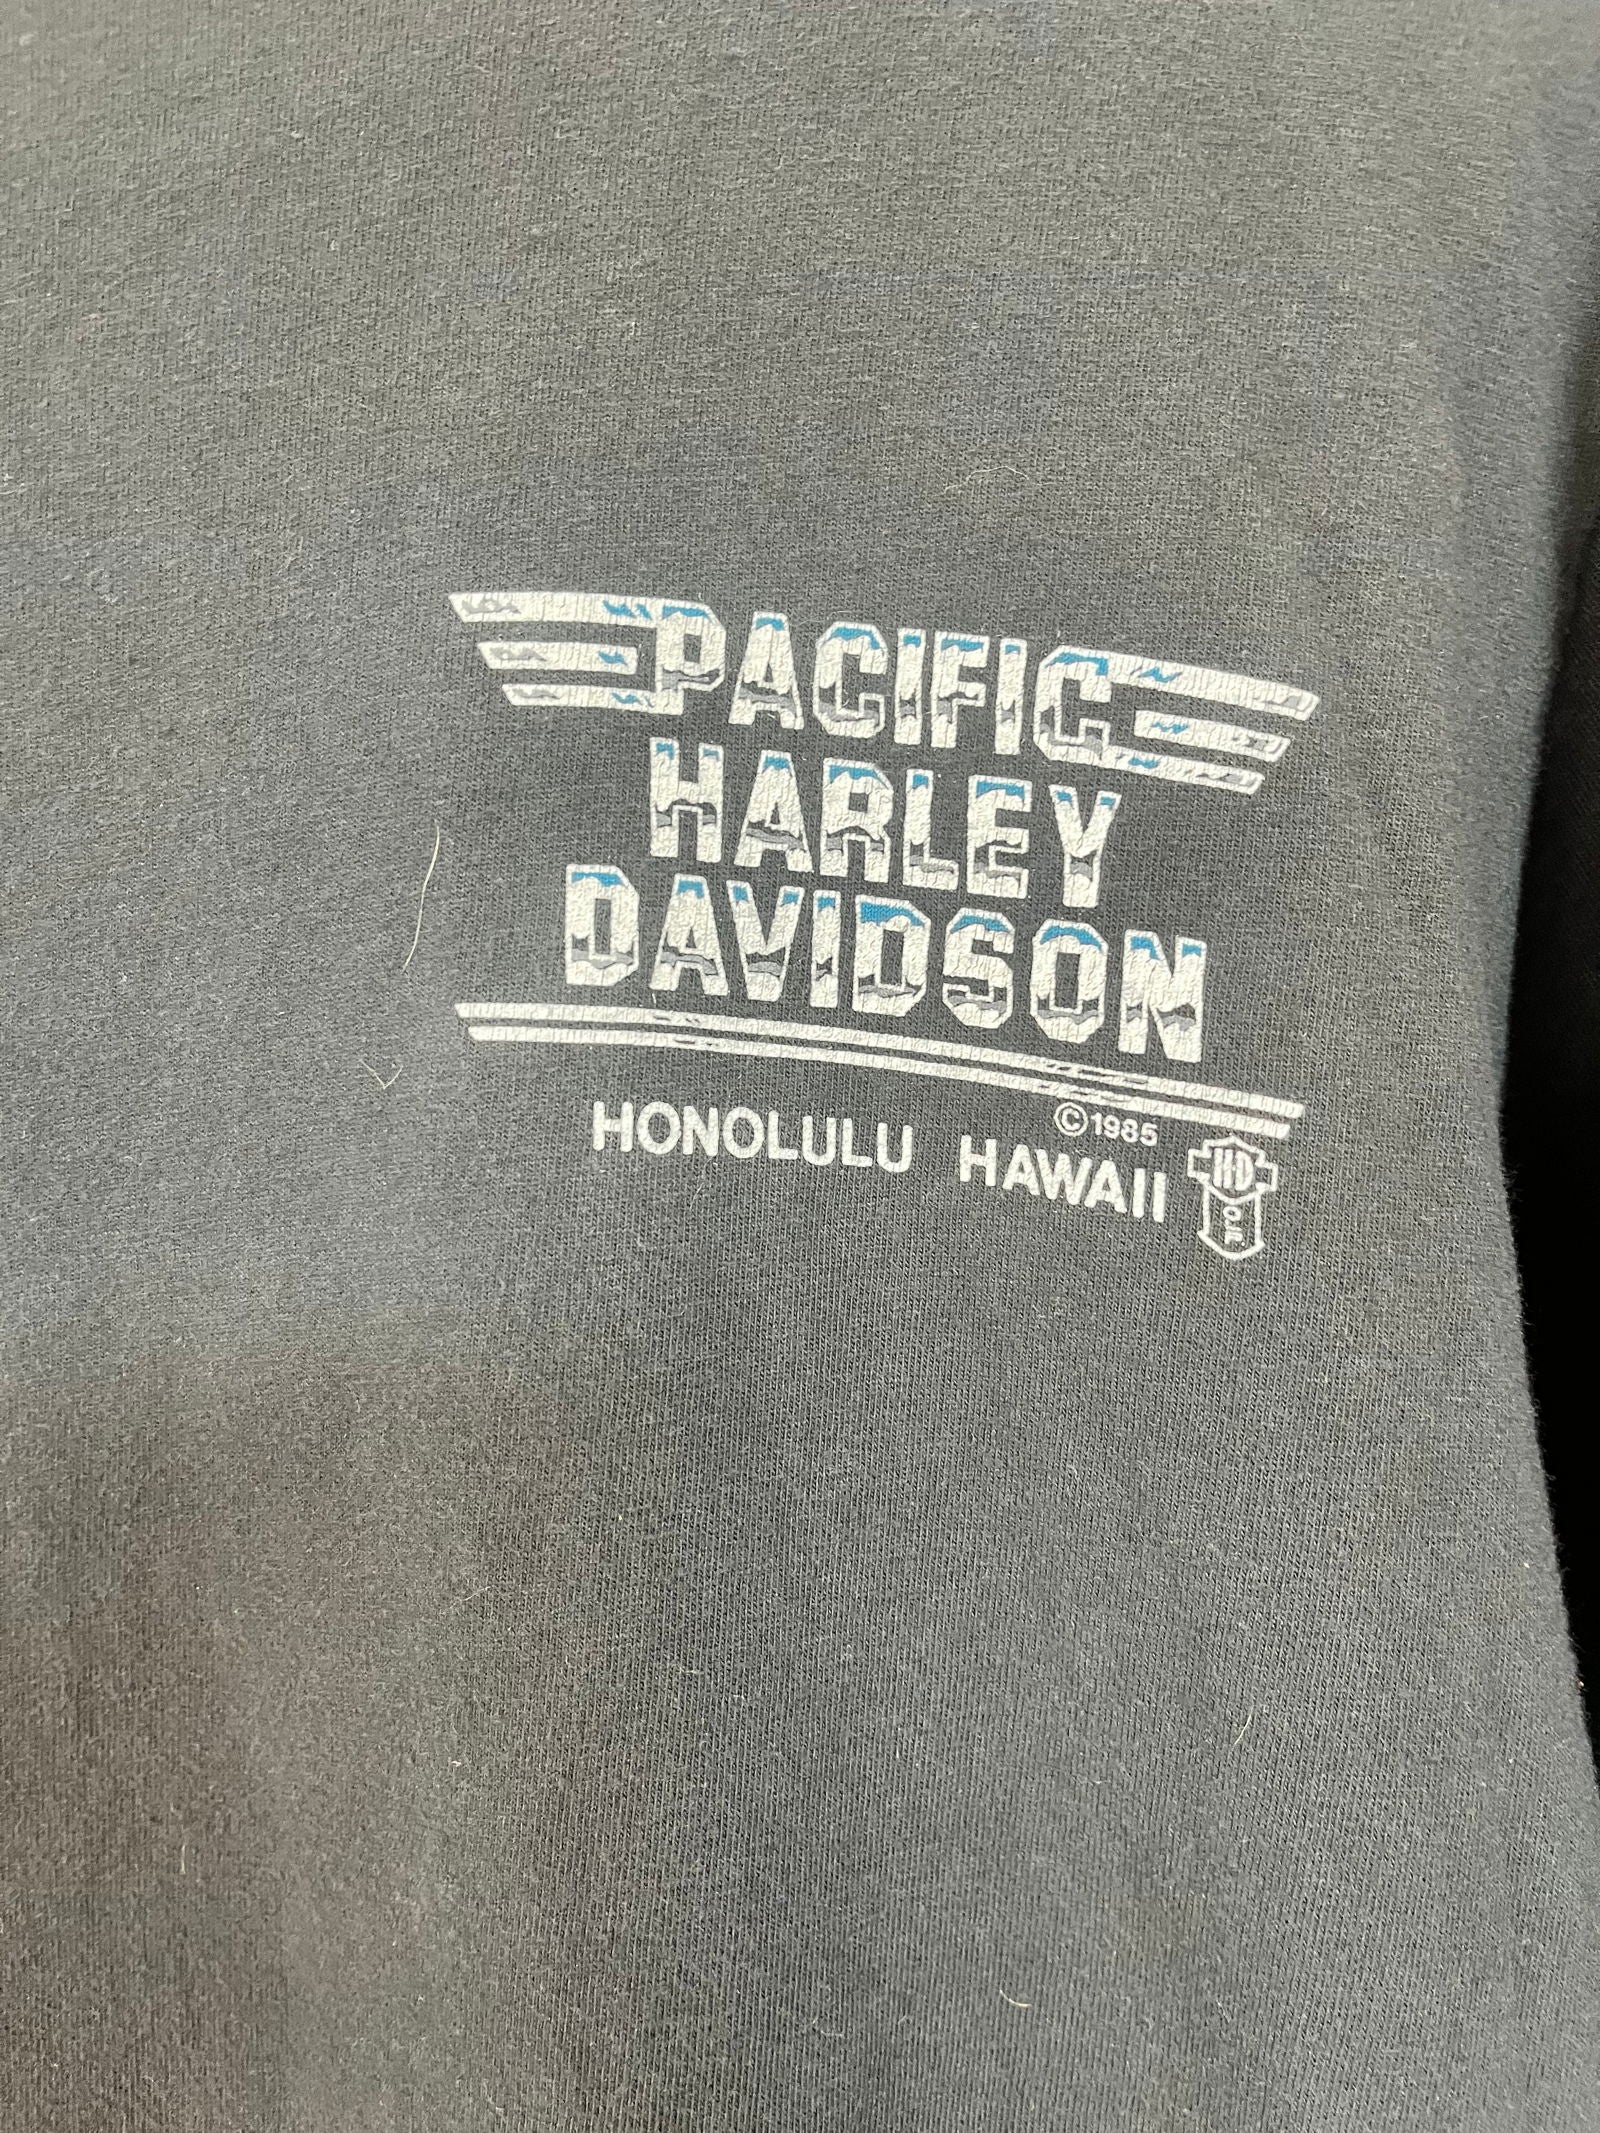 PACIFIC
HARLEY
DAVIDSON
©1985
HONOLULU HAWAII
H-D
O.F.